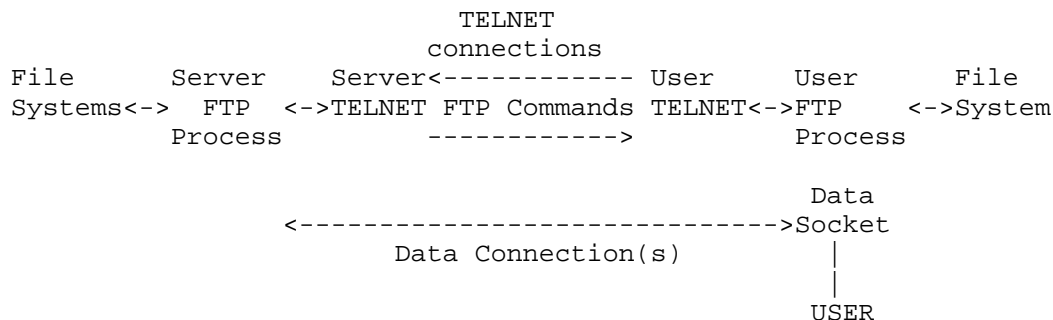 TELNET
connections
File Server Server<------------ User User File
Systems<-> FTP <->TELNET FTP Commands TELNET<->FTP <->System
Process ------------> Process
Data
<------------------------------->Socket
Data Connection(s) |
|
USER